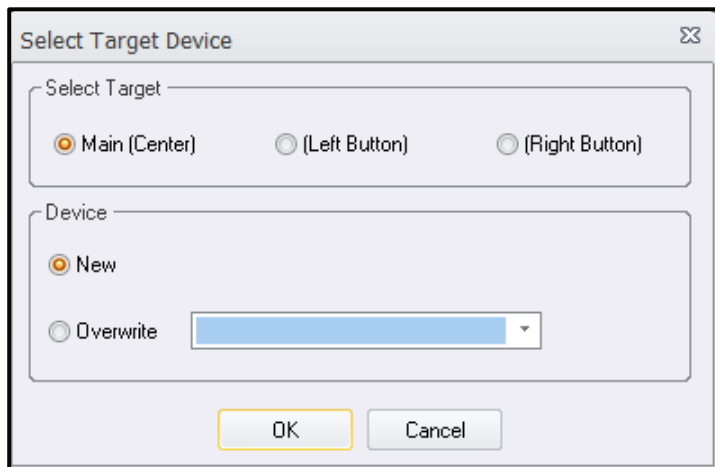 Select Target Device
Select Target
Main (Center) (Left Button) (Right Button)
Device
New
Overwrite
OK Cancel